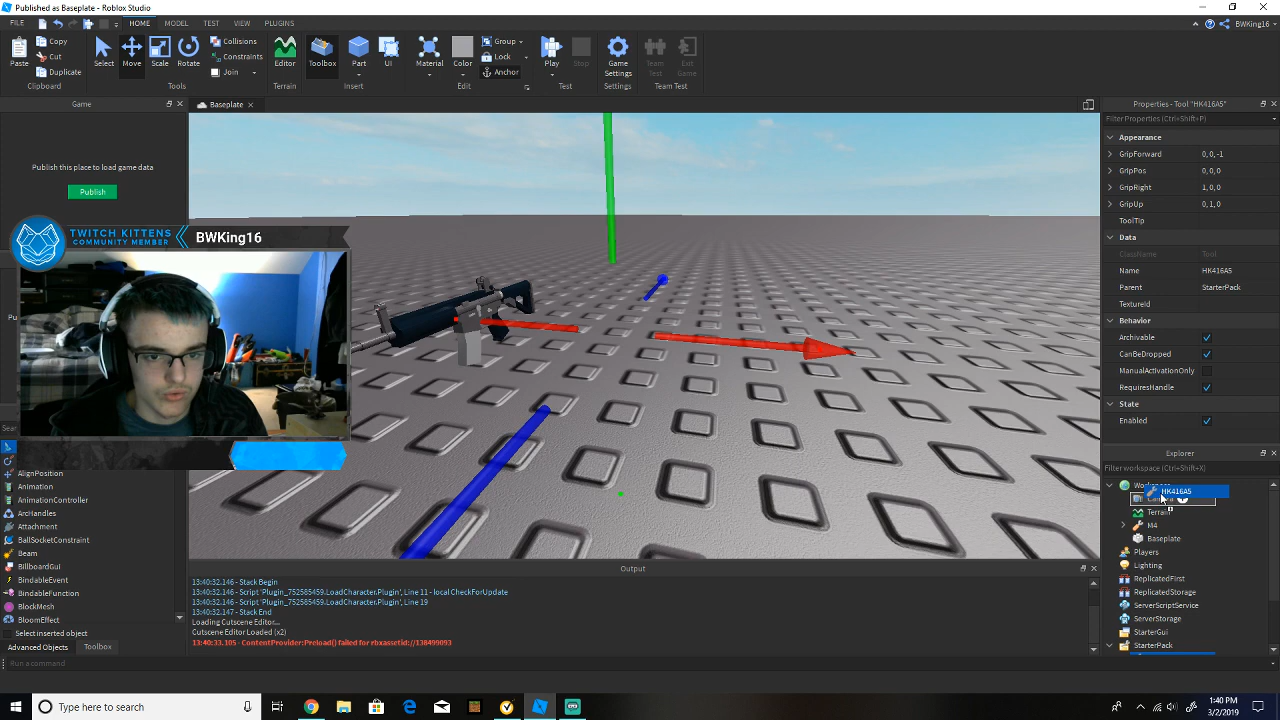 Published as Baseplate - Roblox Studio
FILE HOME MODEL TEST VIEW PLUGINS
BWKing16
Paste Copy Cut Duplicate
Clipboard
Select Move Scale Rotate Collisions Constraints Join
Tools
Editor
Terrain
Toolbox Part UI
Insert
Material Color Group Lock Anchor
Edit
Play Stop
Test
Game Settings
Settings
Team Test Exit Game
Team Test
Game
Baseplate
Publish this place to load game data
Publish
TWITCH KITTENS
COMMUNITY MEMBER
BWKing16
AlignPosition
Animation
AnimationController
ArcHandles
Attachment
BallSocketConstraint
Beam
BillboardGui
BindableEvent
BindableFunction
BlockMesh
BloomEffect
Select inserted object
Advanced Objects Toolbox
Run a command
Output
13:40:32.146 - Stack Begin
13:40:32.146 - Script 'Plugin_752585459.LoadCharacter.Plugin', Line 11 - local CheckForUpdate
13:40:32.146 - Script 'Plugin_752585459.LoadCharacter.Plugin', Line 19
13:40:32.147 - Stack End
Loading Cutscene Editor...
Cutscene Editor Loaded (x2)
13:40:33.105 - ContentProvider:Preload() failed for rbxassetid://138499093
Properties - Tool "HK416A5"
Filter Properties (Ctrl+Shift+P)
Appearance
GripForward 0, 0, -1
GripPos 0, 0, 0
GripRight 1, 0, 0
GripUp 0, 1, 0
ToolTip
Data
ClassName Tool
Name HK416A5
Parent StarterPack
TextureId
Behavior
Archivable
CanBeDropped
ManualActivationOnly
RequiresHandle
State
Enabled
Explorer
Filter workspace (Ctrl+Shift+X)
HK416A5
Terrain
M4
Baseplate
Players
Lighting
ReplicatedFirst
ReplicatedStorage
ServerScriptService
ServerStorage
StarterGui
StarterPack
Type here to search
1:40 PM
3/2/2019